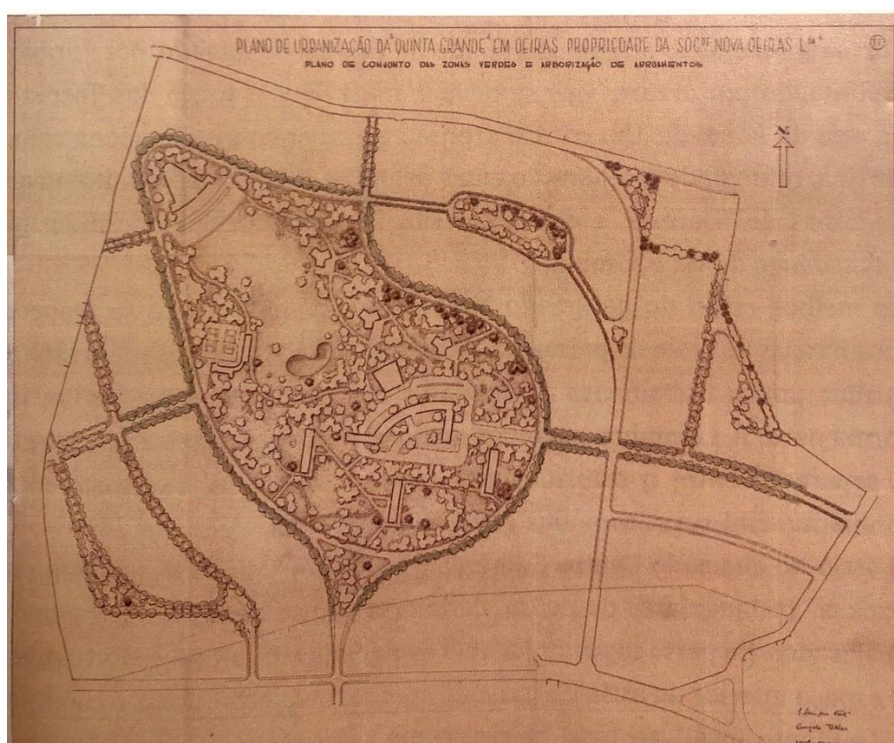 PLANO DE URBANIZAÇÃO DA "QUINTA GRANDE" EM OEIRAS PROPRIEDADE DA SOC.DE NOVA OEIRAS L.DA
PLANO DE CONJUNTO DAS ZONAS VERDES E ARBORIZAÇÃO DE ARRUAMENTOS
N.